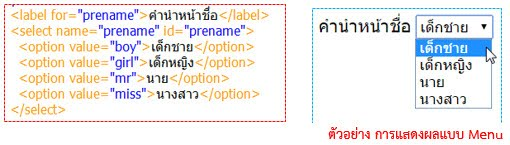 <label for="prename">คำนำหน้าชื่อ</label>
<select name="prename" id="prename">
<option value="boy">เด็กชาย</option>
<option value="girl">เด็กหญิง</option>
<option value="mr">นาย</option>
<option value="miss">นางสาว</option>
</select>
คำนำหน้าชื่อ เด็กชาย
เด็กชาย
เด็กหญิง
นาย
นางสาว
ตัวอย่าง การแสดงผลแบบ Menu